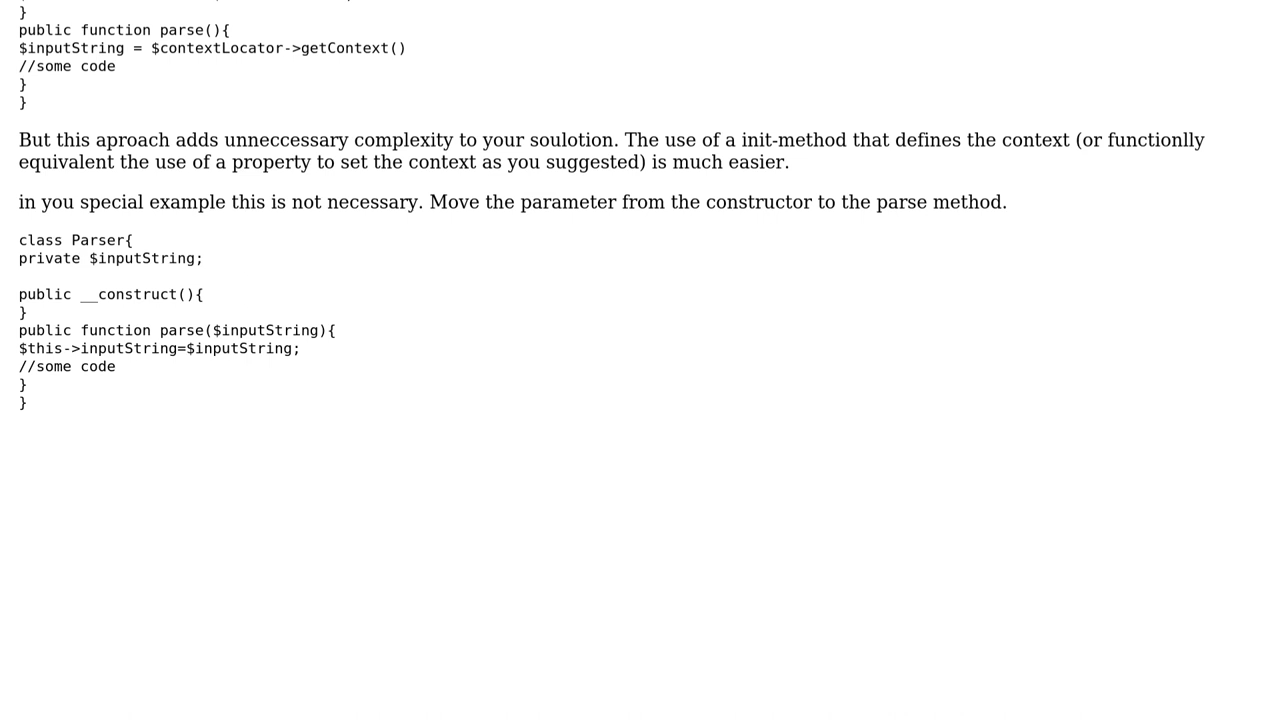 }
public function parse(){
$inputString = $contextLocator->getContext()
//some code
}
}
But this aproach adds unneccessary complexity to your soulotion. The use of a init-method that defines the context (or functionlly
equivalent the use of a property to set the context as you suggested) is much easier.
in you special example this is not necessary. Move the parameter from the constructor to the parse method.
class Parser{
private $inputString;
public __construct(){
}
public function parse($inputString){
$this->inputString=$inputString;
//some code
}
}